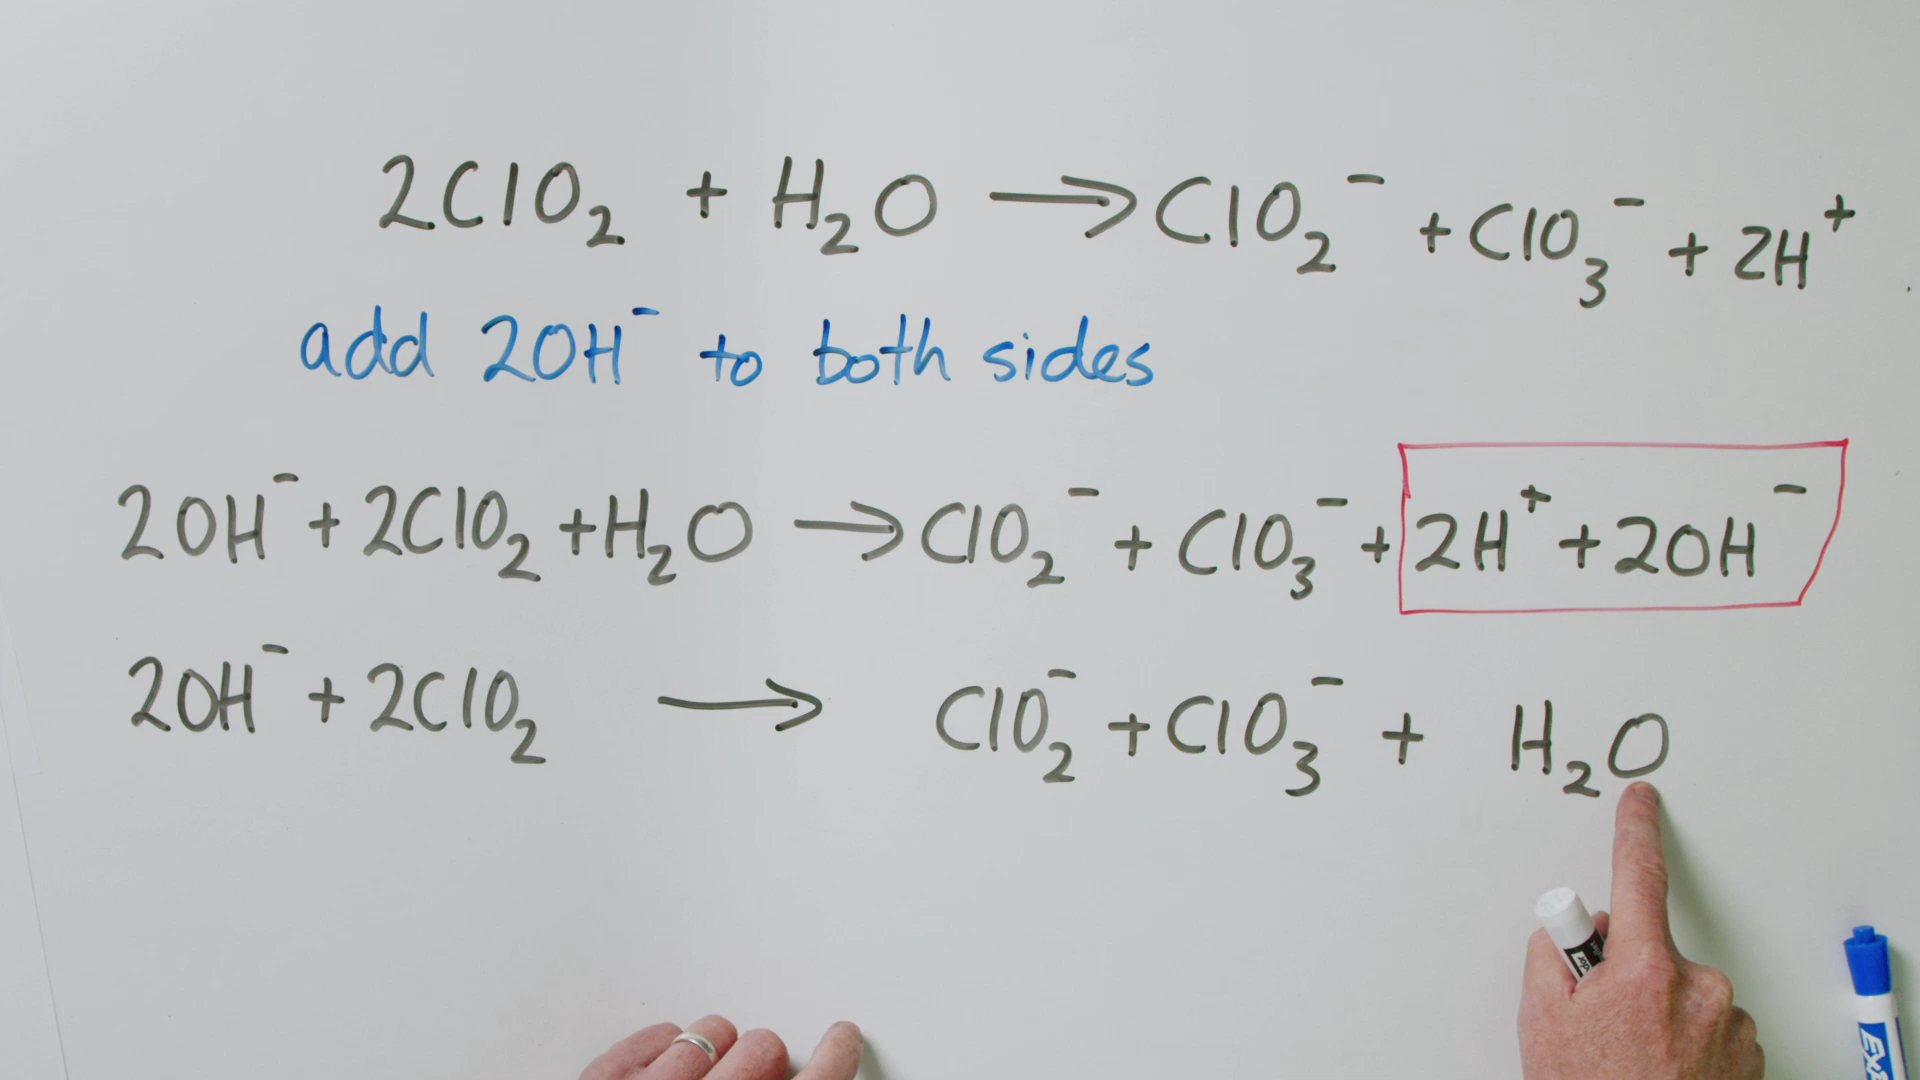 2ClO₂ + H₂O → ClO₂⁻ + ClO₃⁻ + 2H⁺
add 2OH⁻ to both sides
2OH⁻ + 2ClO₂ + H₂O → ClO₂⁻ + ClO₃⁻ + 2H⁺ + 2OH⁻
2OH⁻ + 2ClO₂ → ClO₂⁻ + ClO₃⁻ + H₂O